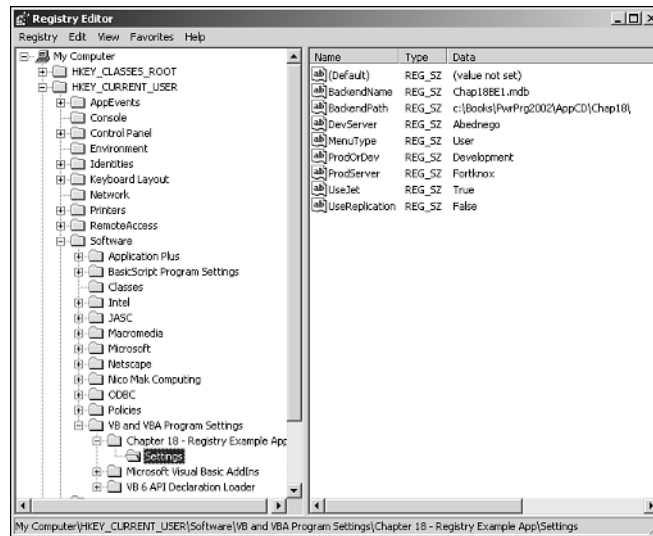 Registry Editor
Registry Edit View Favorites Help
My Computer
HKEY_CLASSES_ROOT
HKEY_CURRENT_USER
AppEvents
Console
Control Panel
Environment
Identities
Keyboard Layout
Network
Printers
RemoteAccess
Software
Application Plus
BasicScript Program Settings
Classes
Intel
JASC
Macromedia
Microsoft
Netscape
Nico Mak Computing
ODBC
Policies
VB and VBA Program Settings
Chapter 18 - Registry Example App
Settings
Microsoft Visual Basic AddIns
VB 6 API Declaration Loader
Name Type Data
(Default) REG_SZ (value not set)
BackendName REG_SZ Chap18BE1.mdb
BackendPath REG_SZ c:\Books\PwrPrg2002\AppCD\Chap18\
DevServer REG_SZ Abednego
MenuType REG_SZ User
ProdOrDev REG_SZ Development
ProdServer REG_SZ Fortknox
UseJet REG_SZ True
UseReplication REG_SZ False
My Computer\HKEY_CURRENT_USER\Software\VB and VBA Program Settings\Chapter 18 - Registry Example App\Settings